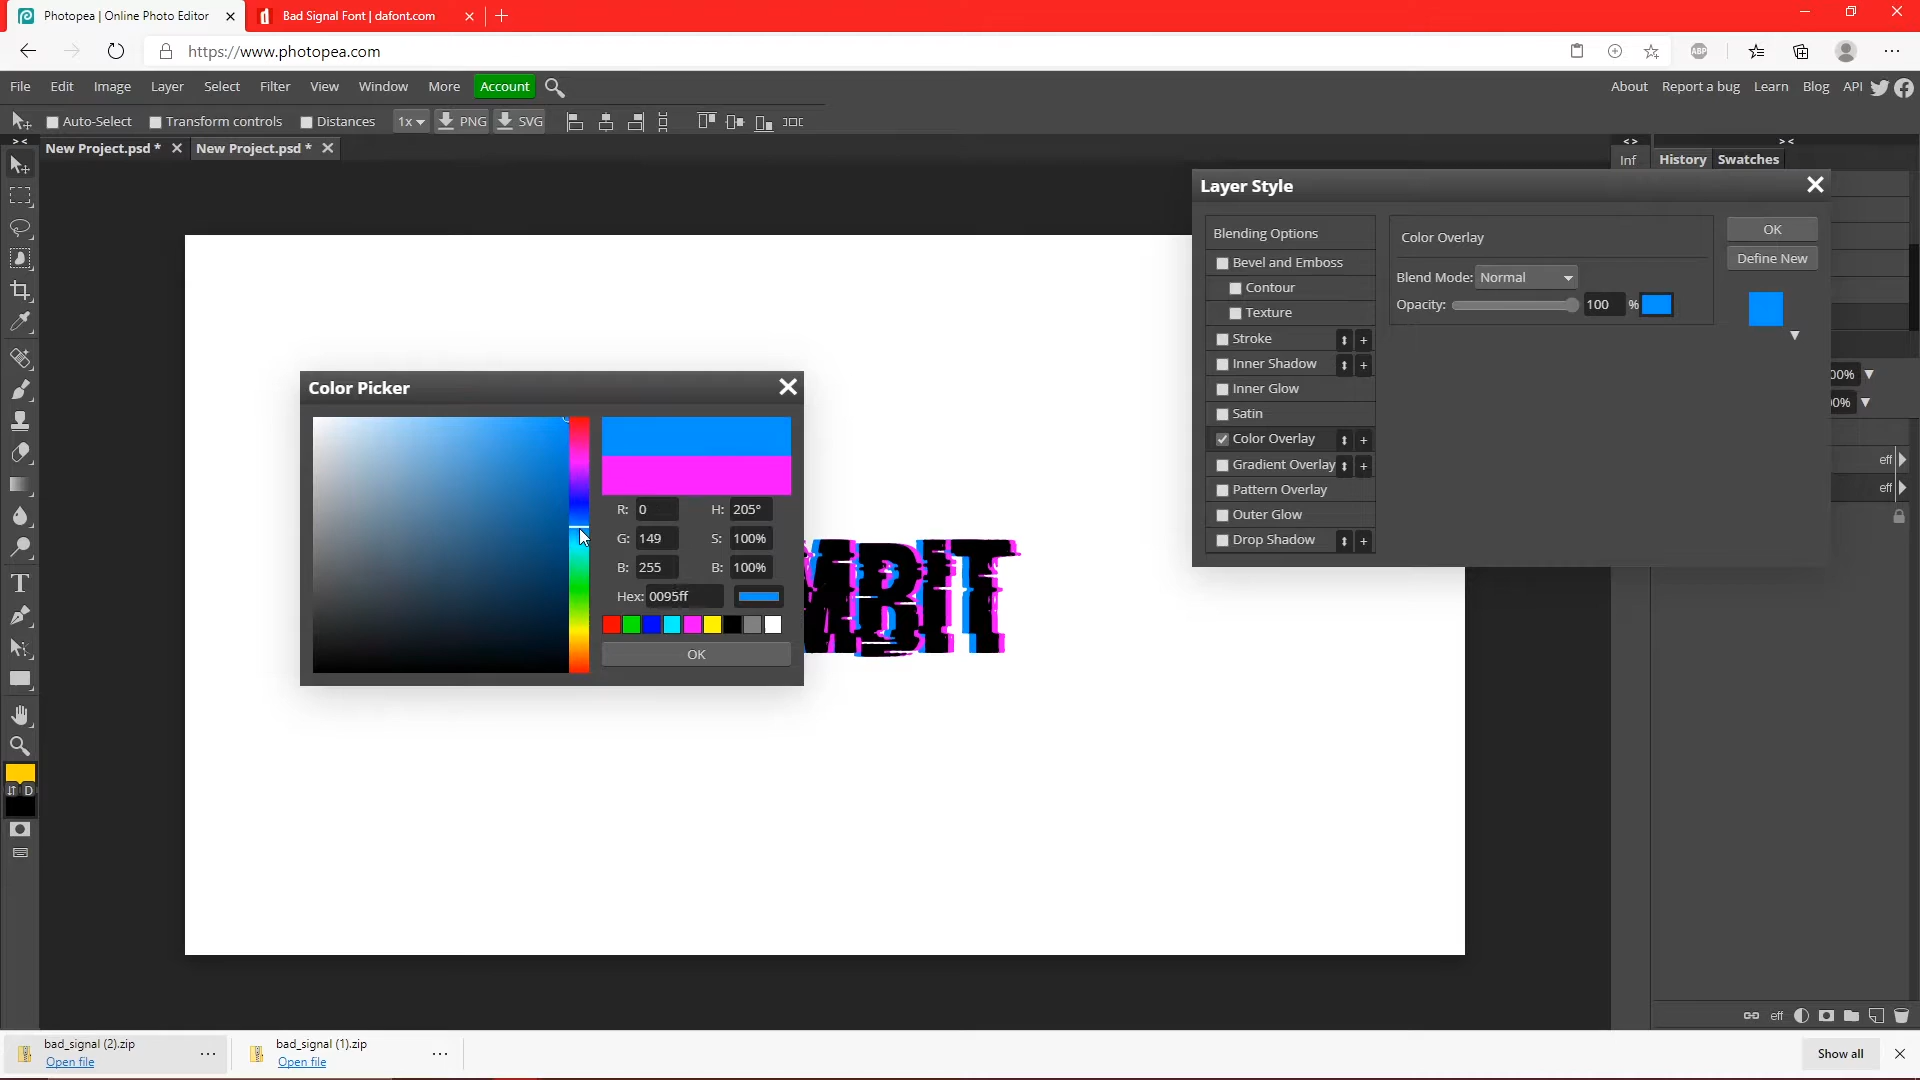 Photopea | Online Photo Editor
Bad Signal Font | dafont.com
https://www.photopea.com
ABP
File Edit Image Layer Select Filter View Window More Account
About Report a bug Learn Blog API
Auto-Select Transform controls Distances 1x PNG SVG
New Project.psd * New Project.psd *
Inf History Swatches
Layer Style
Blending Options
Bevel and Emboss
Contour
Texture
Stroke
Inner Shadow
Inner Glow
Satin
Color Overlay
Gradient Overlay
Pattern Overlay
Outer Glow
Drop Shadow
Color Overlay
Blend Mode: Normal
Opacity: 100 %
OK
Define New
00%
00%
eff
eff
Color Picker
R: 0 H: 205°
G: 149 S: 100%
B: 255 B: 100%
Hex: 0095ff
OK
MBIT
T
D
eff
bad_signal (2).zip
Open file
bad_signal (1).zip
Open file
Show all